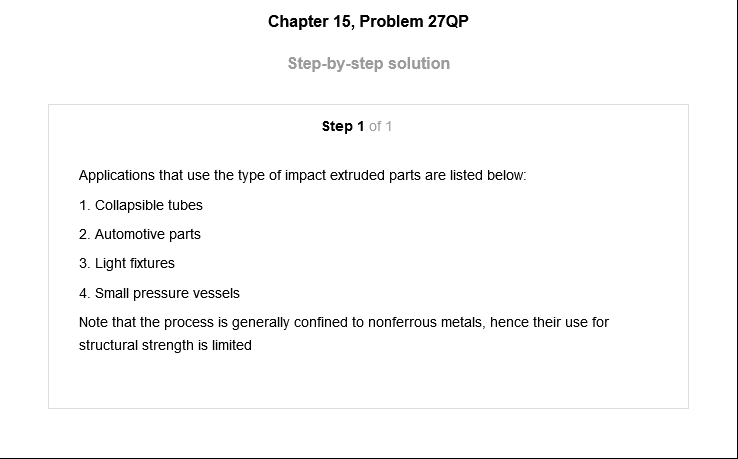 Chapter 15, Problem 27QP
Step-by-step solution
Step 1 of 1
Applications that use the type of impact extruded parts are listed below:
1. Collapsible tubes
2. Automotive parts
3. Light fixtures
4. Small pressure vessels
Note that the process is generally confined to nonferrous metals, hence their use for
structural strength is limited